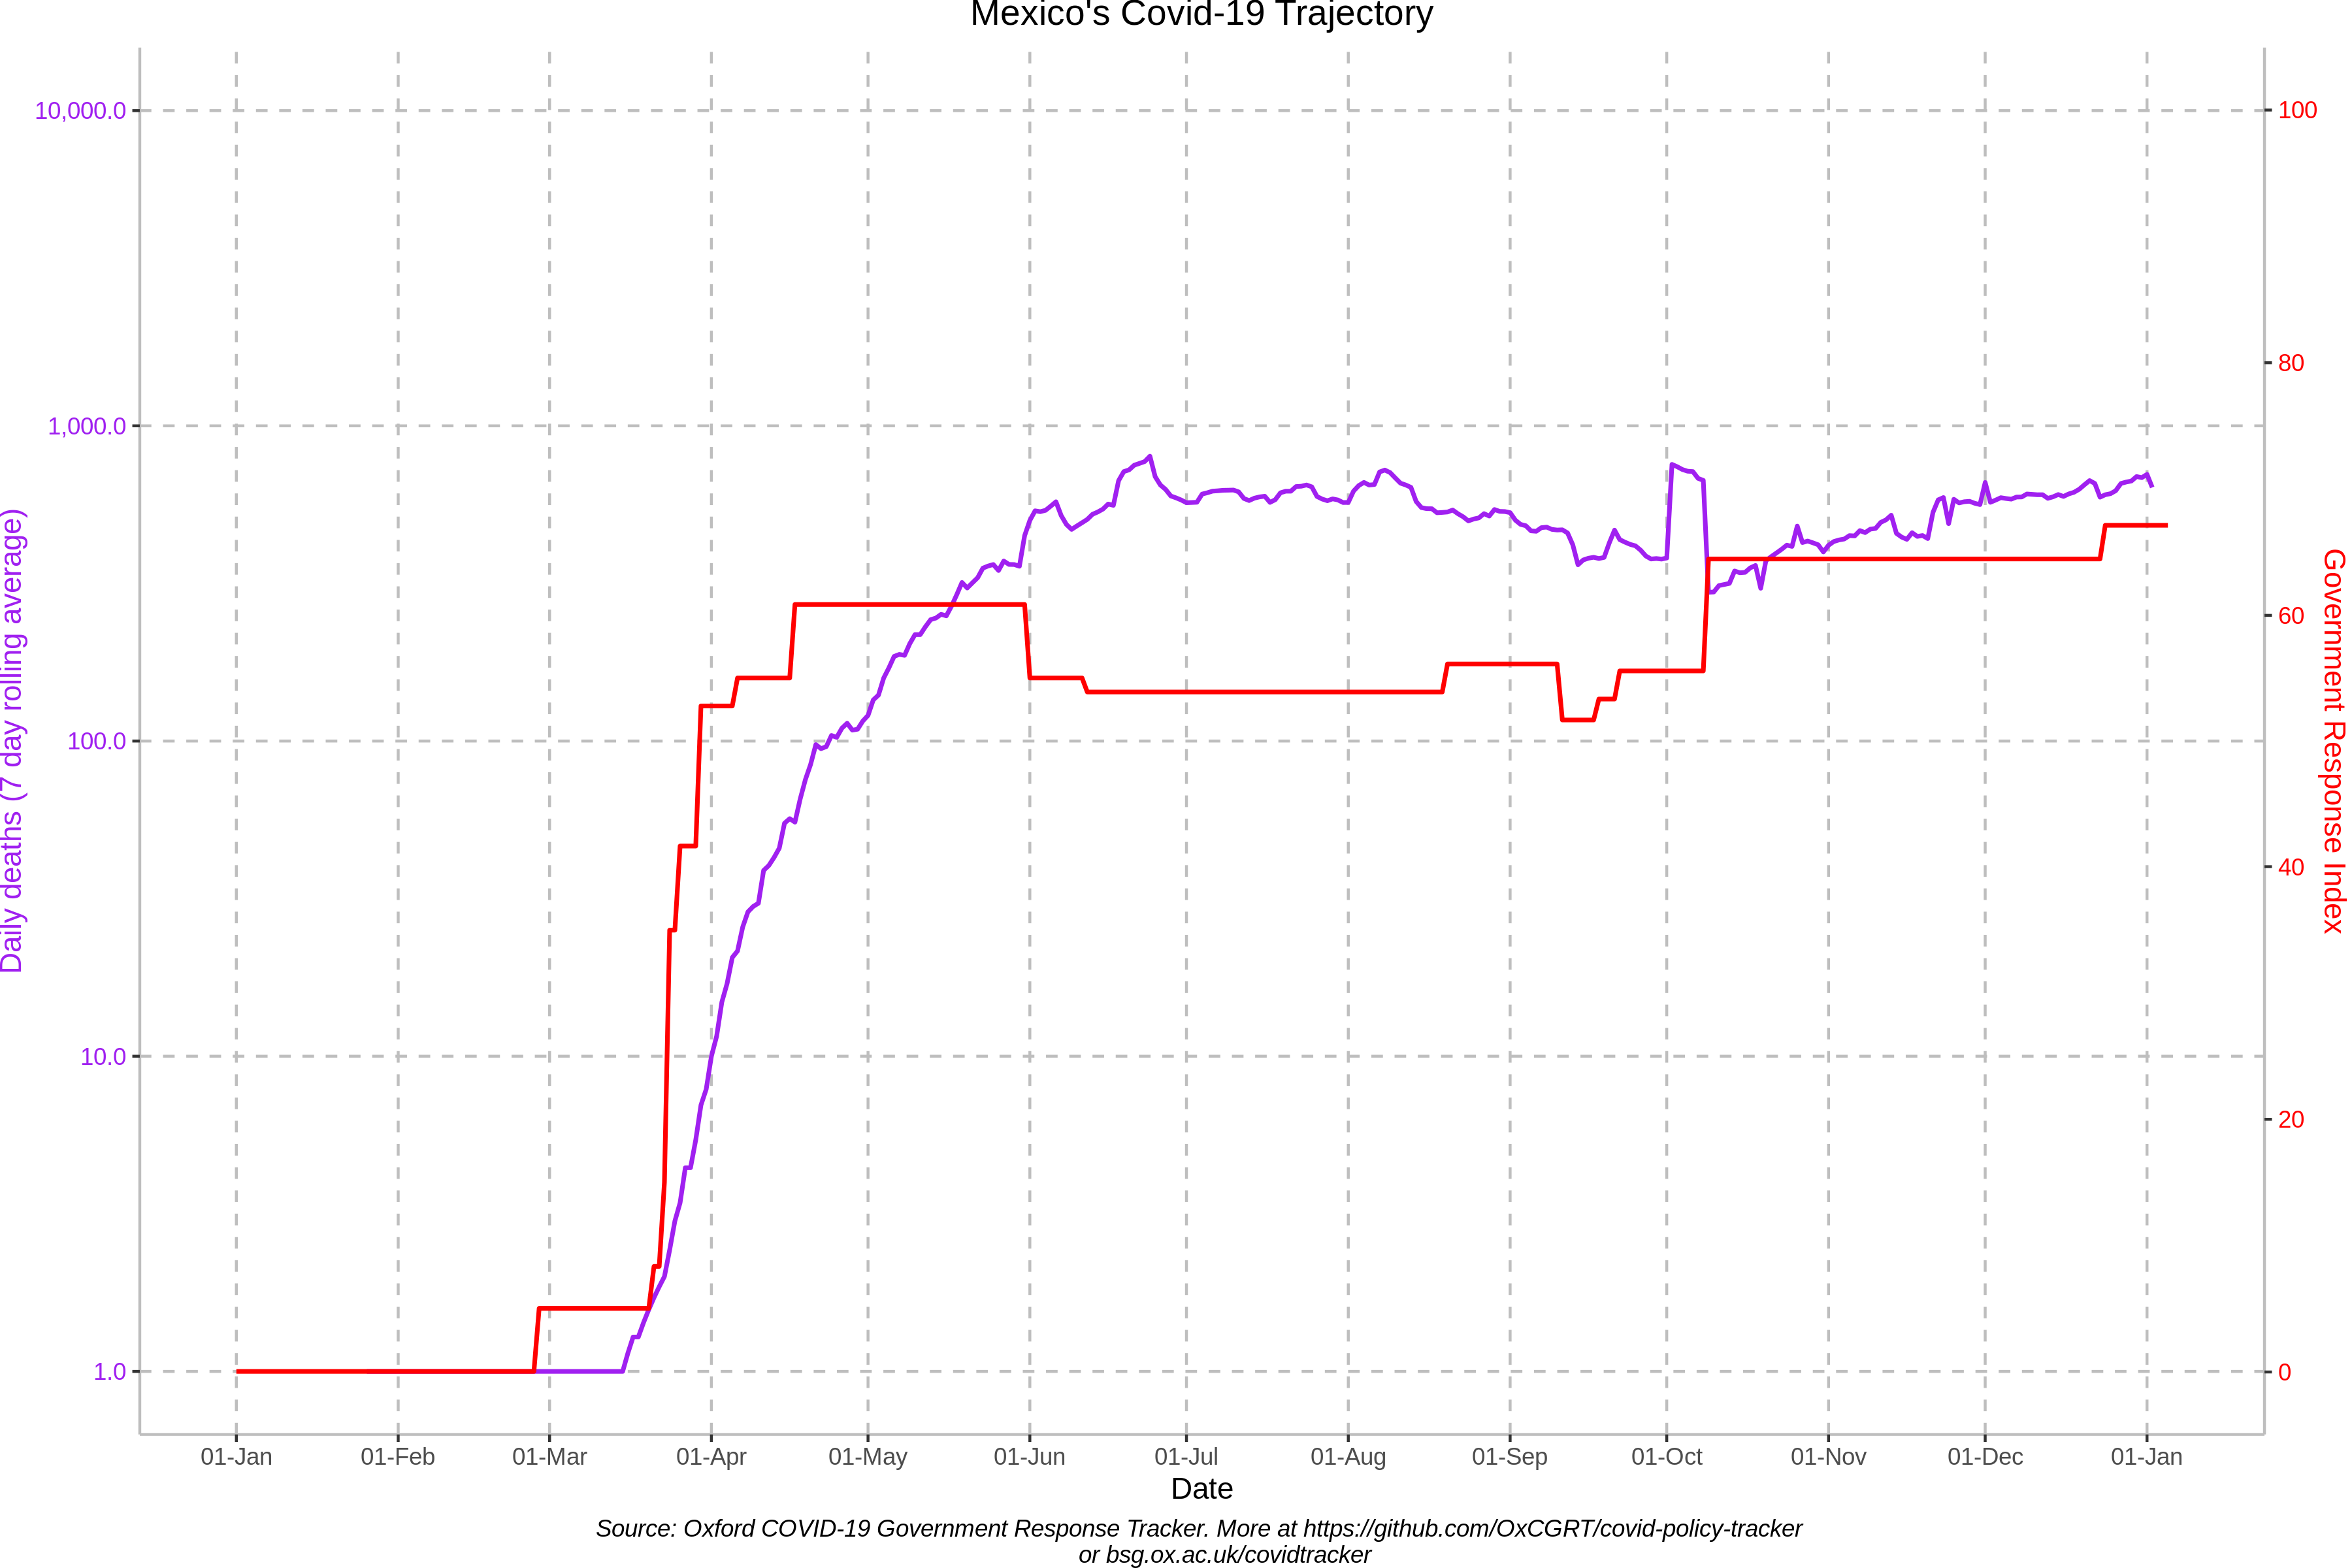 Mexico's Covid-19 Trajectory
10,000.0
1,000.0
100.0
10.0
1.0
Daily deaths (7 day rolling average)
100
80
60
40
20
0
Government Response Index
01-Jan 01-Feb 01-Mar 01-Apr 01-May 01-Jun 01-Jul 01-Aug 01-Sep 01-Oct 01-Nov 01-Dec 01-Jan
Date
Source: Oxford COVID-19 Government Response Tracker. More at https://github.com/OxCGRT/covid-policy-tracker
or bsg.ox.ac.uk/covidtracker